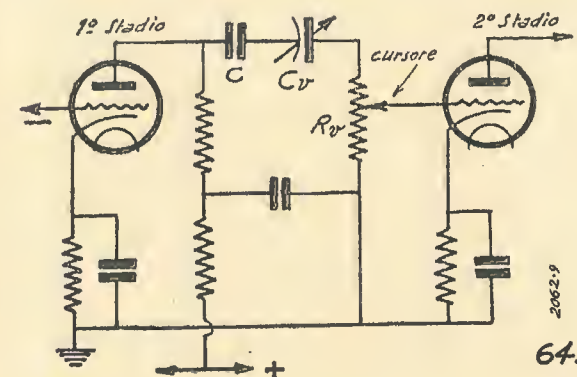 1º Stadio
2º Stadio
C
Cv
cursore
Rv
2062·9
+
64.